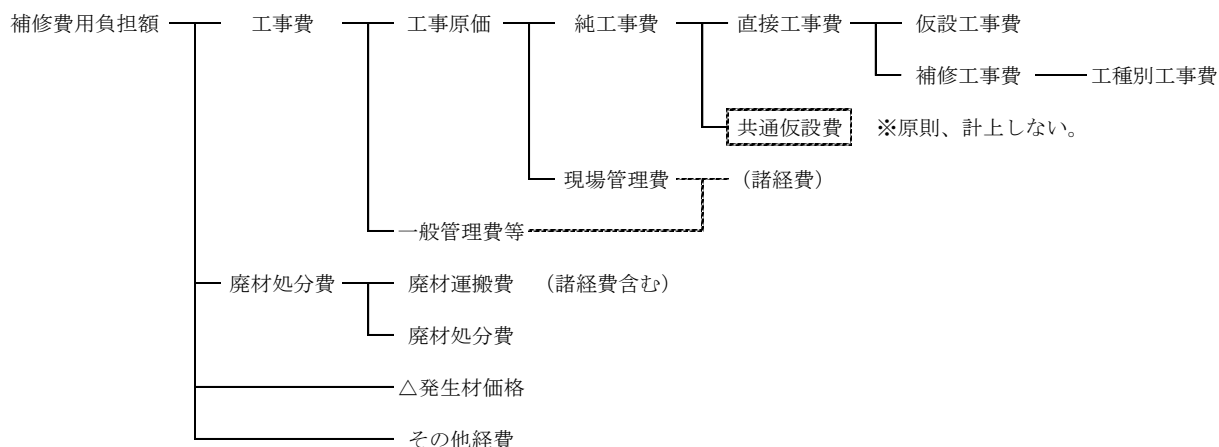 補修費用負担額 工事費 工事原価 純工事費 直接工事費 仮設工事費
補修工事費 工種別工事費
共通仮設費 ※原則、計上しない。
現場管理費 (諸経費)
一般管理費等
廃材処分費 廃材運搬費 (諸経費含む)
廃材処分費
△発生材価格
その他経費